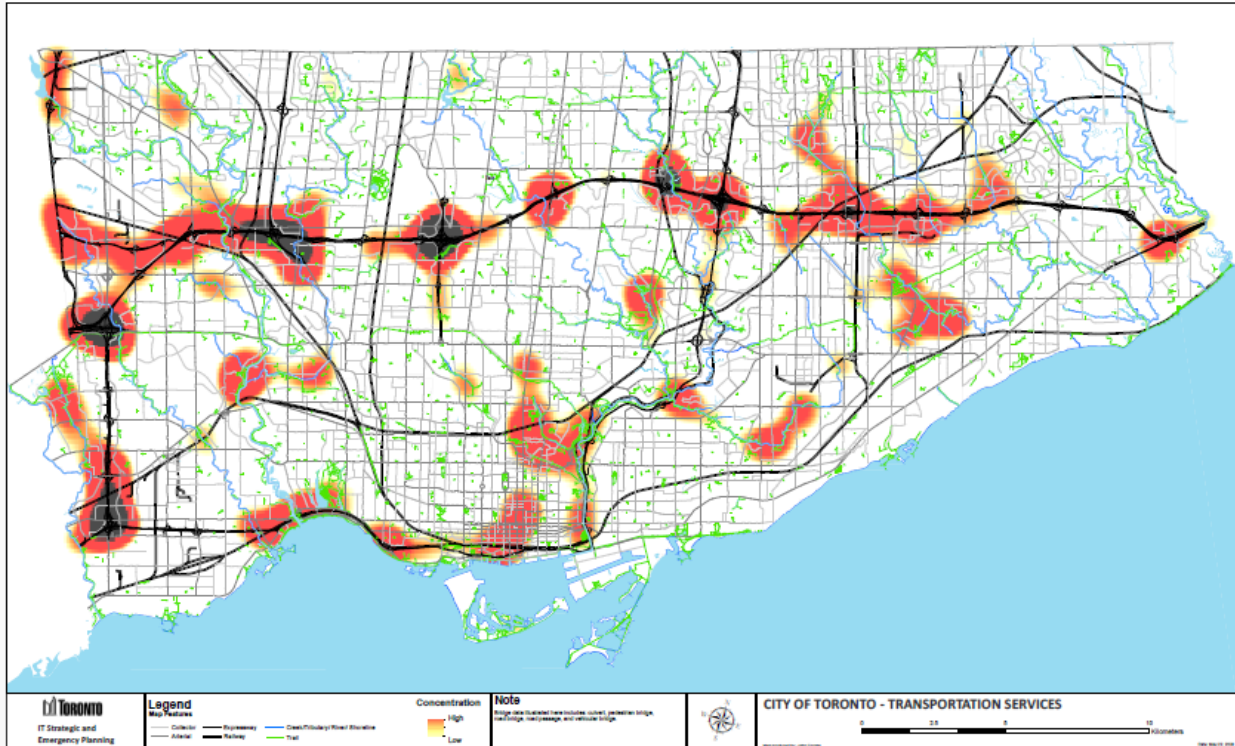 TORONTO
IT Strategic and
Emergency Planning
Legend
Map Features
Collector
Expressway
Creek/Tributary/River/ Shoreline
Arterial
Railway
Trail
Concentration
High
Low
Note
Bridge data illustrated here includes: culvert, pedestrian bridge,
road bridge, road passage, and vehicular bridge.
CITY OF TORONTO - TRANSPORTATION SERVICES
0
2.5
5
10
Kilometers